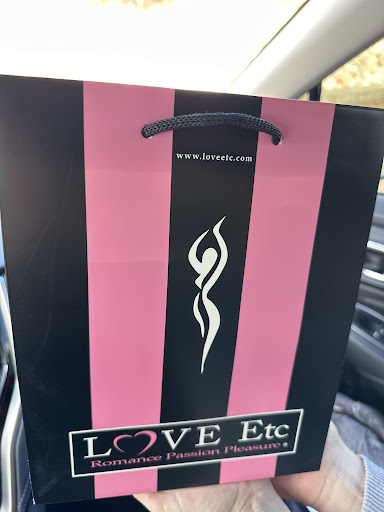 www.loveetc.com
LOVE Etc
Romance Passion Pleasure®